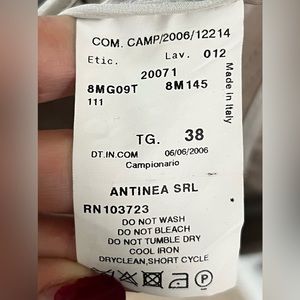 COM. CAMP/2006/12214
Etic. Lav. 012
20071
8MG09T 8M145
111
Made in Italy
TG. 38
DT.IN.COM 06/06/2006
Campionario
ANTINEA SRL
RN103723
DO NOT WASH
DO NOT BLEACH
DO NOT TUMBLE DRY
COOL IRON
DRYCLEAN,SHORT CYCLE
P